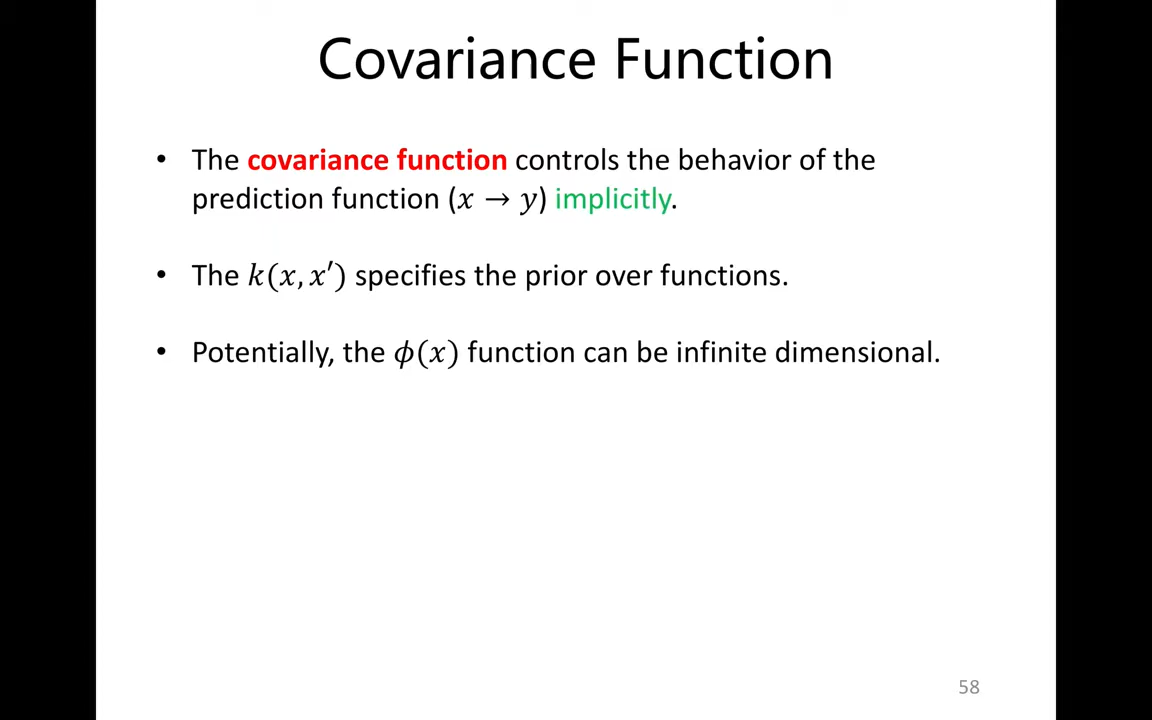 Covariance Function
• The covariance function controls the behavior of the
prediction function (𝑥 → 𝑦) implicitly.
• The 𝑘(𝑥, 𝑥′) specifies the prior over functions.
• Potentially, the 𝜙(𝑥) function can be infinite dimensional.
58